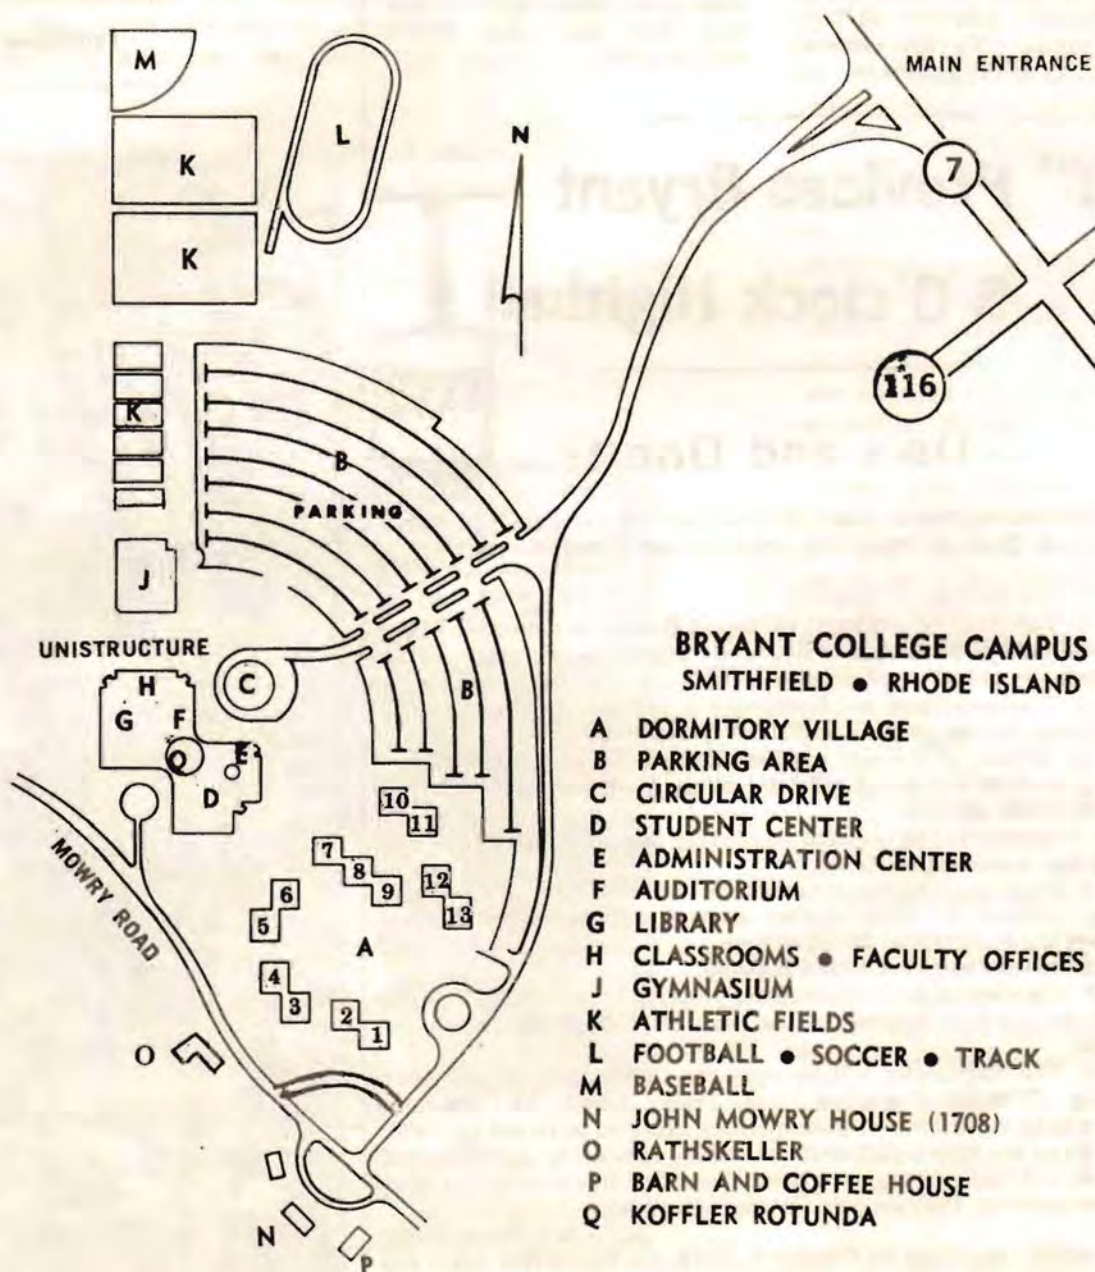 M
MAIN ENTRANCE
L
K
N
7
K
116
K
B
PARKING
J
UNISTRUCTURE
H
C
G
F
B
Q
E
D
10
11
MOWRY ROAD
7
8
9
12
13
6
5
A
4
3
2
1
O
N
P
BRYANT COLLEGE CAMPUS
SMITHFIELD • RHODE ISLAND
A DORMITORY VILLAGE
B PARKING AREA
C CIRCULAR DRIVE
D STUDENT CENTER
E ADMINISTRATION CENTER
F AUDITORIUM
G LIBRARY
H CLASSROOMS • FACULTY OFFICES
J GYMNASIUM
K ATHLETIC FIELDS
L FOOTBALL • SOCCER • TRACK
M BASEBALL
N JOHN MOWRY HOUSE (1708)
O RATHSKELLER
P BARN AND COFFEE HOUSE
Q KOFFLER ROTUNDA